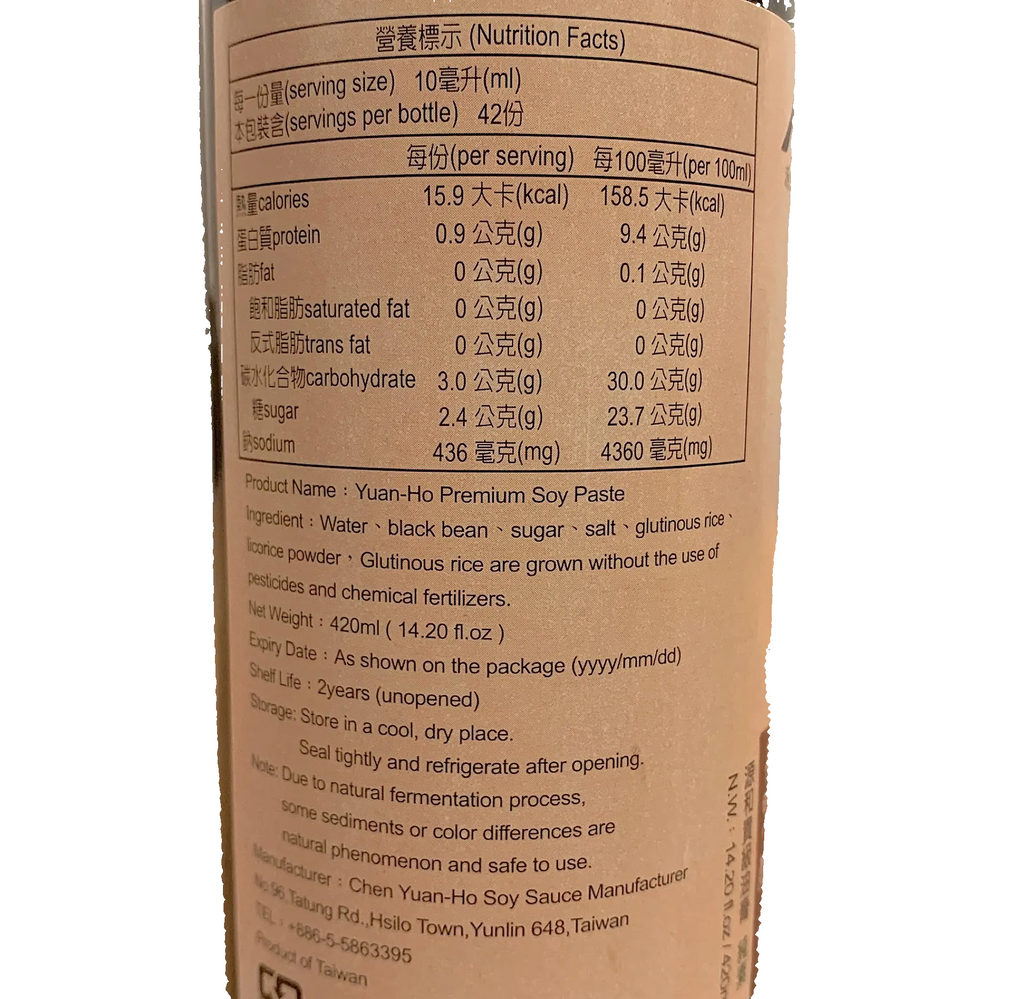 營養標示 (Nutrition Facts)
每一份量(serving size) 10毫升(ml)
本包裝含(servings per bottle) 42份
每份(per serving) 每100毫升(per 100ml)
熱量calories 15.9 大卡(kcal) 158.5 大卡(kcal)
蛋白質protein 0.9 公克(g) 9.4 公克(g)
脂肪fat 0 公克(g) 0.1 公克(g)
飽和脂肪saturated fat 0 公克(g) 0 公克(g)
反式脂肪trans fat 0 公克(g) 0 公克(g)
碳水化合物carbohydrate 3.0 公克(g) 30.0 公克(g)
糖sugar 2.4 公克(g) 23.7 公克(g)
鈉sodium 436 毫克(mg) 4360 毫克(mg)
Product Name：Yuan-Ho Premium Soy Paste
Ingredient：Water、black bean、sugar、salt、glutinous rice、
licorice powder，Glutinous rice are grown without the use of
pesticides and chemical fertilizers.
Net Weight：420ml ( 14.20 fl.oz )
Expiry Date：As shown on the package (yyyy/mm/dd)
Shelf Life：2years (unopened)
Storage: Store in a cool, dry place.
Seal tightly and refrigerate after opening.
Note: Due to natural fermentation process,
some sediments or color differences are
natural phenomenon and safe to use.
Manufacturer：Chen Yuan-Ho Soy Sauce Manufacturer
No.96,Tatung Rd.,Hsilo Town,Yunlin 648,Taiwan
TEL：+886-5-5863395
Product of Taiwan
N.W.：14.20 fl.oz / 420m